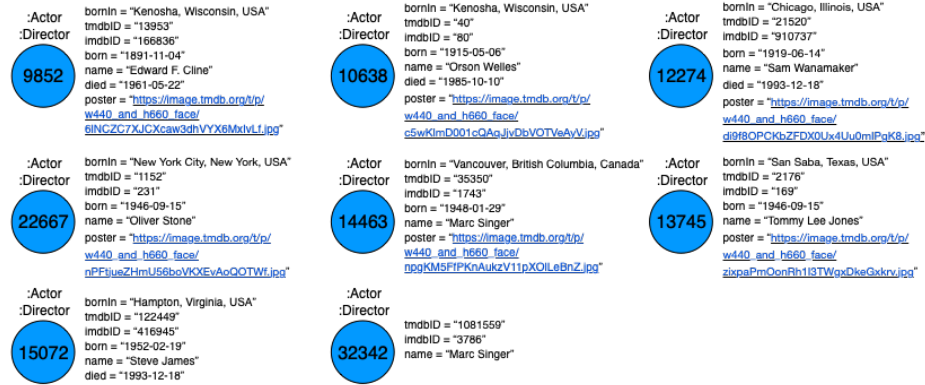 :Actor
:Director
9852
bornIn = “Kenosha, Wisconsin, USA”
tmdbID = “13953”
imdbID = “166836”
born = “1891-11-04”
name = “Edward F. Cline”
died = “1961-05-22”
poster = “https://image.tmdb.org/t/p/
w440_and_h660_face/
6INCZC7XJCXcaw3dhVYX6MxIvLf.jpg”
:Actor
:Director
10638
bornIn = “Kenosha, Wisconsin, USA”
tmdbID = “40”
imdbID = “80”
born = “1915-05-06”
name = “Orson Welles”
died = “1985-10-10”
poster = “https://image.tmdb.org/t/p/
w440_and_h660_face/
c5wKlmD001cQAqJjvDbVOTVeAyV.jpg”
:Actor
:Director
12274
bornIn = “Chicago, Illinois, USA”
tmdbID = “21520”
imdbID = “910737”
born = “1919-06-14”
name = “Sam Wanamaker”
died = “1993-12-18”
poster = “https://image.tmdb.org/t/p/
w440_and_h660_face/
di9f8OPCKbZFDX0Ux4Uu0mIPgK8.jpg”
:Actor
:Director
22667
bornIn = “New York City, New York, USA”
tmdbID = “1152”
imdbID = “231”
born = “1946-09-15”
name = “Oliver Stone”
poster = “https://image.tmdb.org/t/p/
w440_and_h660_face/
nPFtjueZHmU56boVKXEvAoQOTWf.jpg”
:Actor
:Director
14463
bornIn = “Vancouver, British Columbia, Canada”
tmdbID = “35350”
imdbID = “1743”
born = “1948-01-29”
name = “Marc Singer”
poster = “https://image.tmdb.org/t/p/
w440_and_h660_face/
npgKM5FfPKnAukzV11pXOILeBnZ.jpg”
:Actor
:Director
13745
bornIn = “San Saba, Texas, USA”
tmdbID = “2176”
imdbID = “169”
born = “1946-09-15”
name = “Tommy Lee Jones”
poster = “https://image.tmdb.org/t/p/
w440_and_h660_face/
zixpaPmOonRh1I3TWgxDkeGxkrv.jpg”
:Actor
:Director
15072
bornIn = “Hampton, Virginia, USA”
tmdbID = “122449”
imdbID = “416945”
born = “1952-02-19”
name = “Steve James”
died = “1993-12-18”
:Actor
:Director
32342
tmdbID = “1081559”
imdbID = “3786”
name = “Marc Singer”